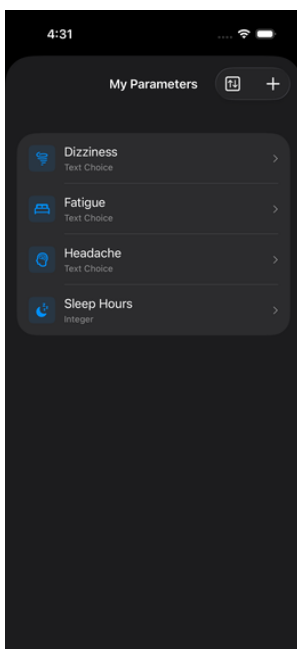 4:31
My Parameters
Dizziness
Text Choice
Fatigue
Text Choice
Headache
Text Choice
Sleep Hours
Integer